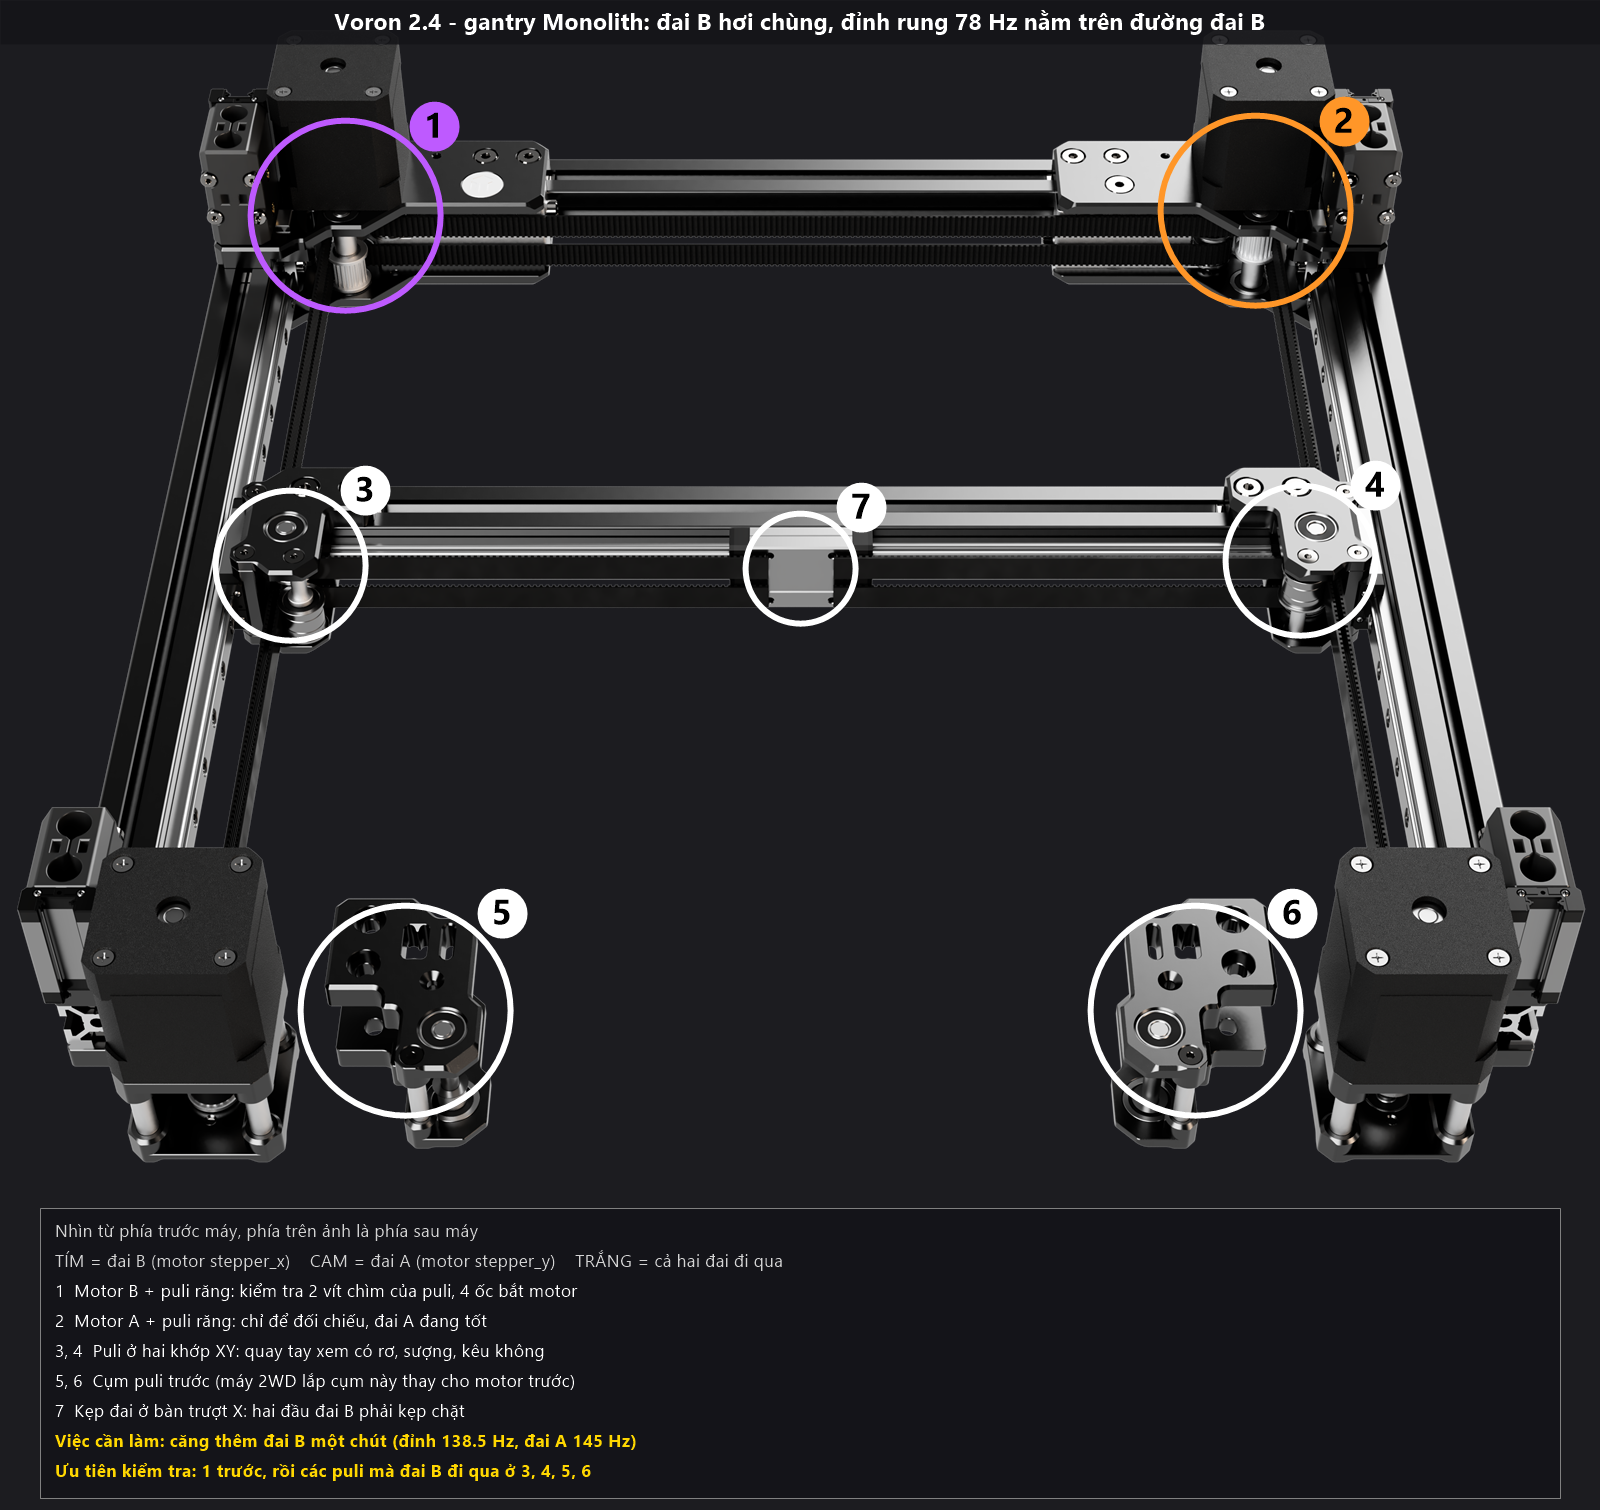 Voron 2.4 - gantry Monolith: đai B hơi chùng, đỉnh rung 78 Hz nằm trên đường đai B
1
2
3
7
4
5
6
Nhìn từ phía trước máy, phía trên ảnh là phía sau máy
TÍM = đai B (motor stepper_x)    CAM = đai A (motor stepper_y)    TRẮNG = cả hai đai đi qua
1  Motor B + puli răng: kiểm tra 2 vít chìm của puli, 4 ốc bắt motor
2  Motor A + puli răng: chỉ để đối chiếu, đai A đang tốt
3, 4  Puli ở hai khớp XY: quay tay xem có rơ, sượng, kêu không
5, 6  Cụm puli trước (máy 2WD lắp cụm này thay cho motor trước)
7  Kẹp đai ở bàn trượt X: hai đầu đai B phải kẹp chặt
Việc cần làm: căng thêm đai B một chút (đỉnh 138.5 Hz, đai A 145 Hz)
Ưu tiên kiểm tra: 1 trước, rồi các puli mà đai B đi qua ở 3, 4, 5, 6